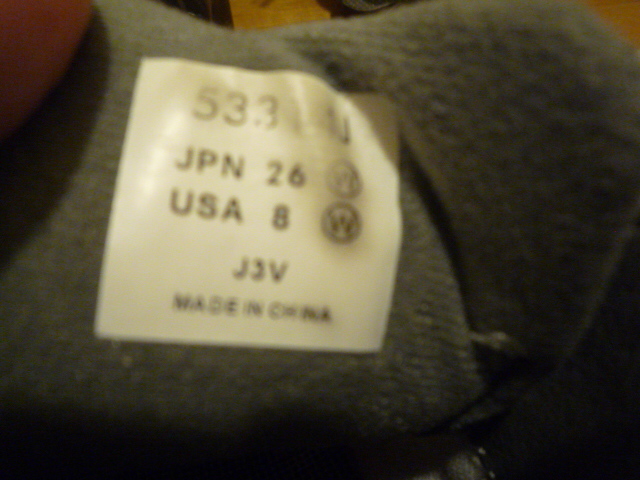 533
JPN 26 W
USA 8 W
J3V
MADE IN CHINA